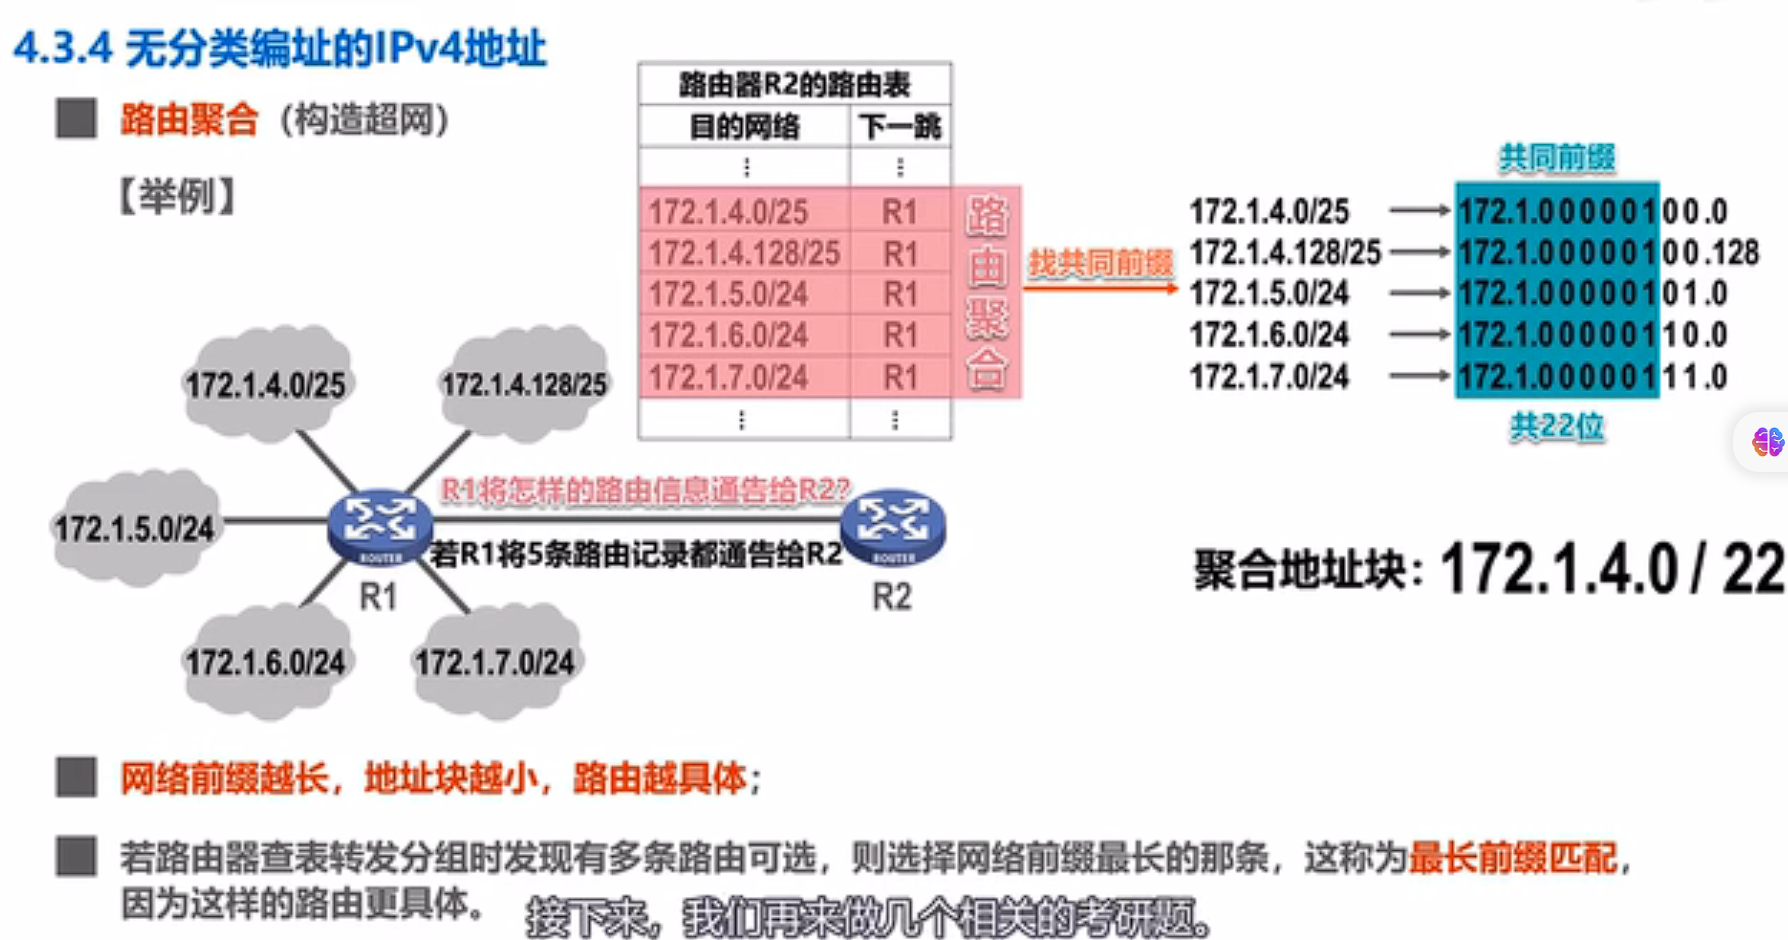 4.3.4 无分类编址的IPv4地址
路由聚合（构造超网）
【举例】
路由器R2的路由表
目的网络 下一跳
⋮ ⋮
172.1.4.0/25 R1
172.1.4.128/25 R1
172.1.5.0/24 R1
172.1.6.0/24 R1
172.1.7.0/24 R1
⋮ ⋮
路由聚合
找共同前缀
共同前缀
172.1.4.0/25 172.1.00000100.0
172.1.4.128/25 172.1.00000100.128
172.1.5.0/24 172.1.00000101.0
172.1.6.0/24 172.1.00000110.0
172.1.7.0/24 172.1.00000111.0
共22位
172.1.4.0/25
172.1.4.128/25
172.1.5.0/24
172.1.6.0/24
172.1.7.0/24
R1将怎样的路由信息通告给R2?
若R1将5条路由记录都通告给R2
ROUTER
R1
ROUTER
R2
聚合地址块：172.1.4.0 / 22
网络前缀越长，地址块越小，路由越具体；
若路由器查表转发分组时发现有多条路由可选，则选择网络前缀最长的那条，这称为最长前缀匹配，
因为这样的路由更具体。
接下来，我们再来做几个相关的考研题。